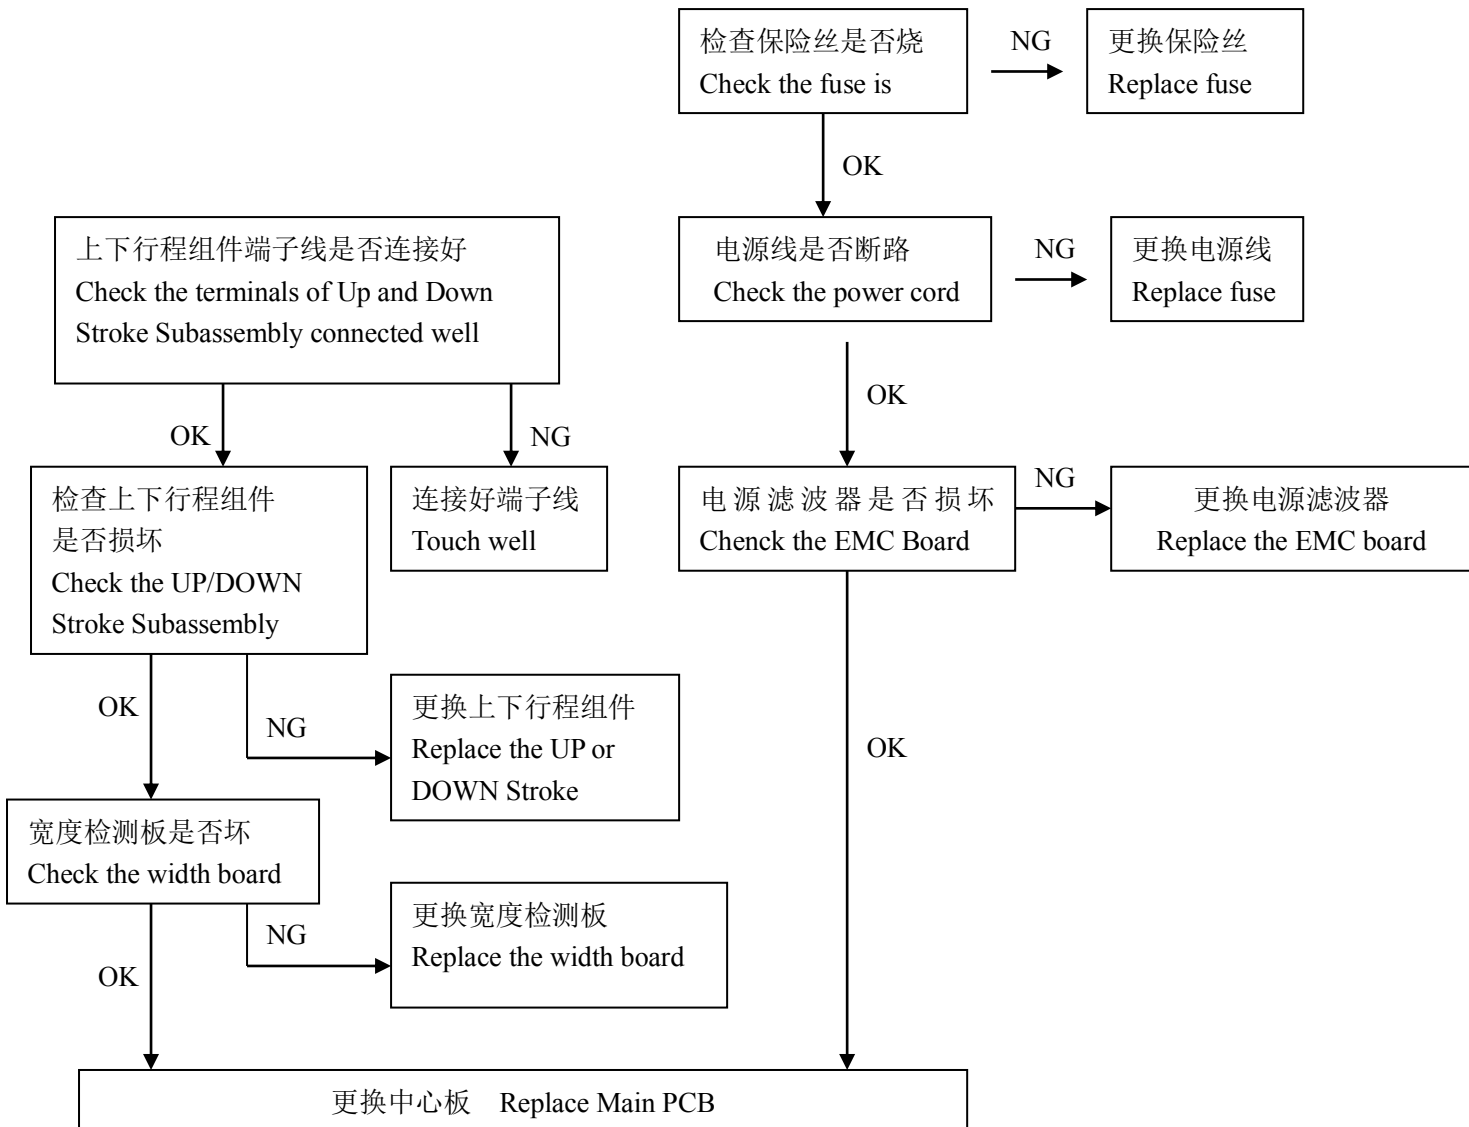 检查保险丝是否烧
Check the fuse is
NG
更换保险丝
Replace fuse
OK
电源线是否断路
Check the power cord
NG
更换电源线
Replace fuse
OK
电源滤波器是否损坏
Chenck the EMC Board
NG
更换电源滤波器
Replace the EMC board
OK
上下行程组件端子线是否连接好
Check the terminals of Up and Down
Stroke Subassembly connected well
OK
NG
检查上下行程组件
是否损坏
Check the UP/DOWN
Stroke Subassembly
连接好端子线
Touch well
OK
NG
更换上下行程组件
Replace the UP or
DOWN Stroke
宽度检测板是否坏
Check the width board
NG
更换宽度检测板
Replace the width board
OK
更换中心板 Replace Main PCB